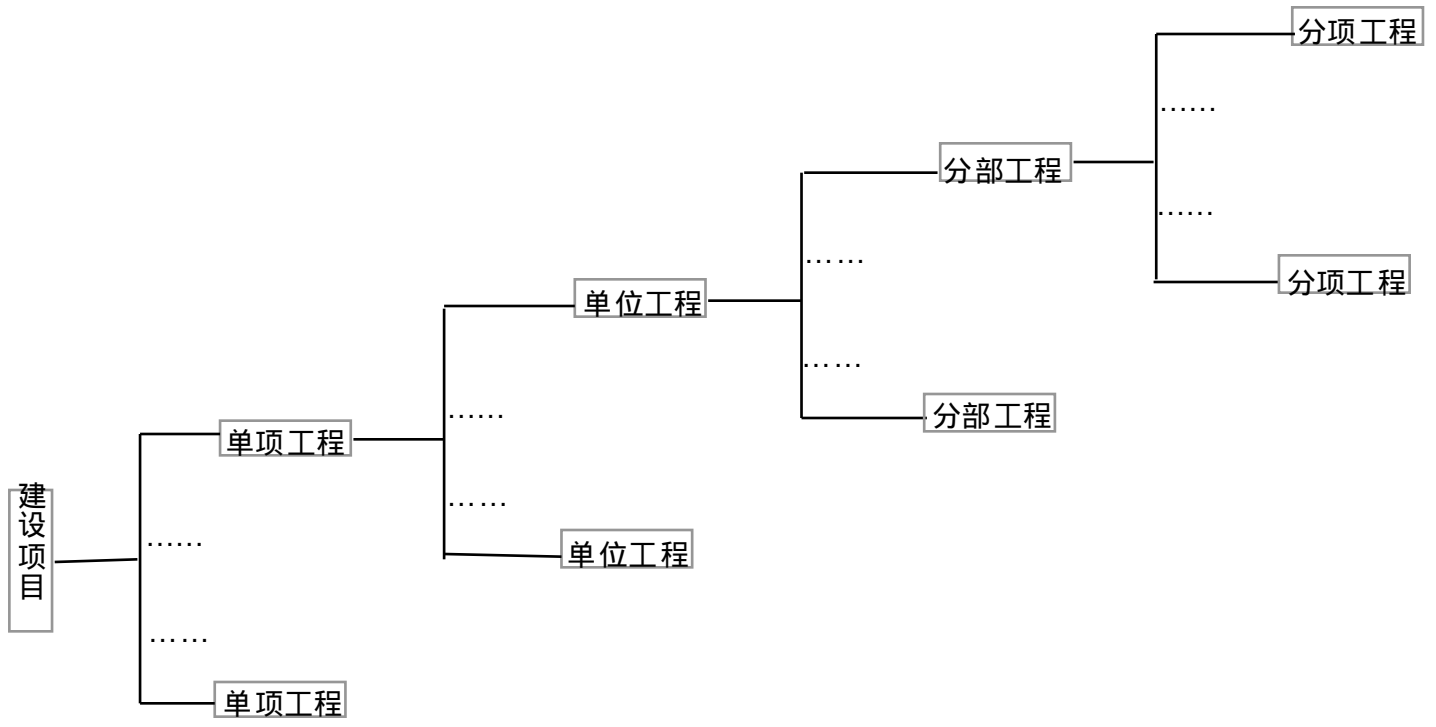 分项工程
……
分部工程
……
分项工程
……
单位工程
……
分部工程
……
单项工程
……
建设项目
……
单位工程
……
单项工程